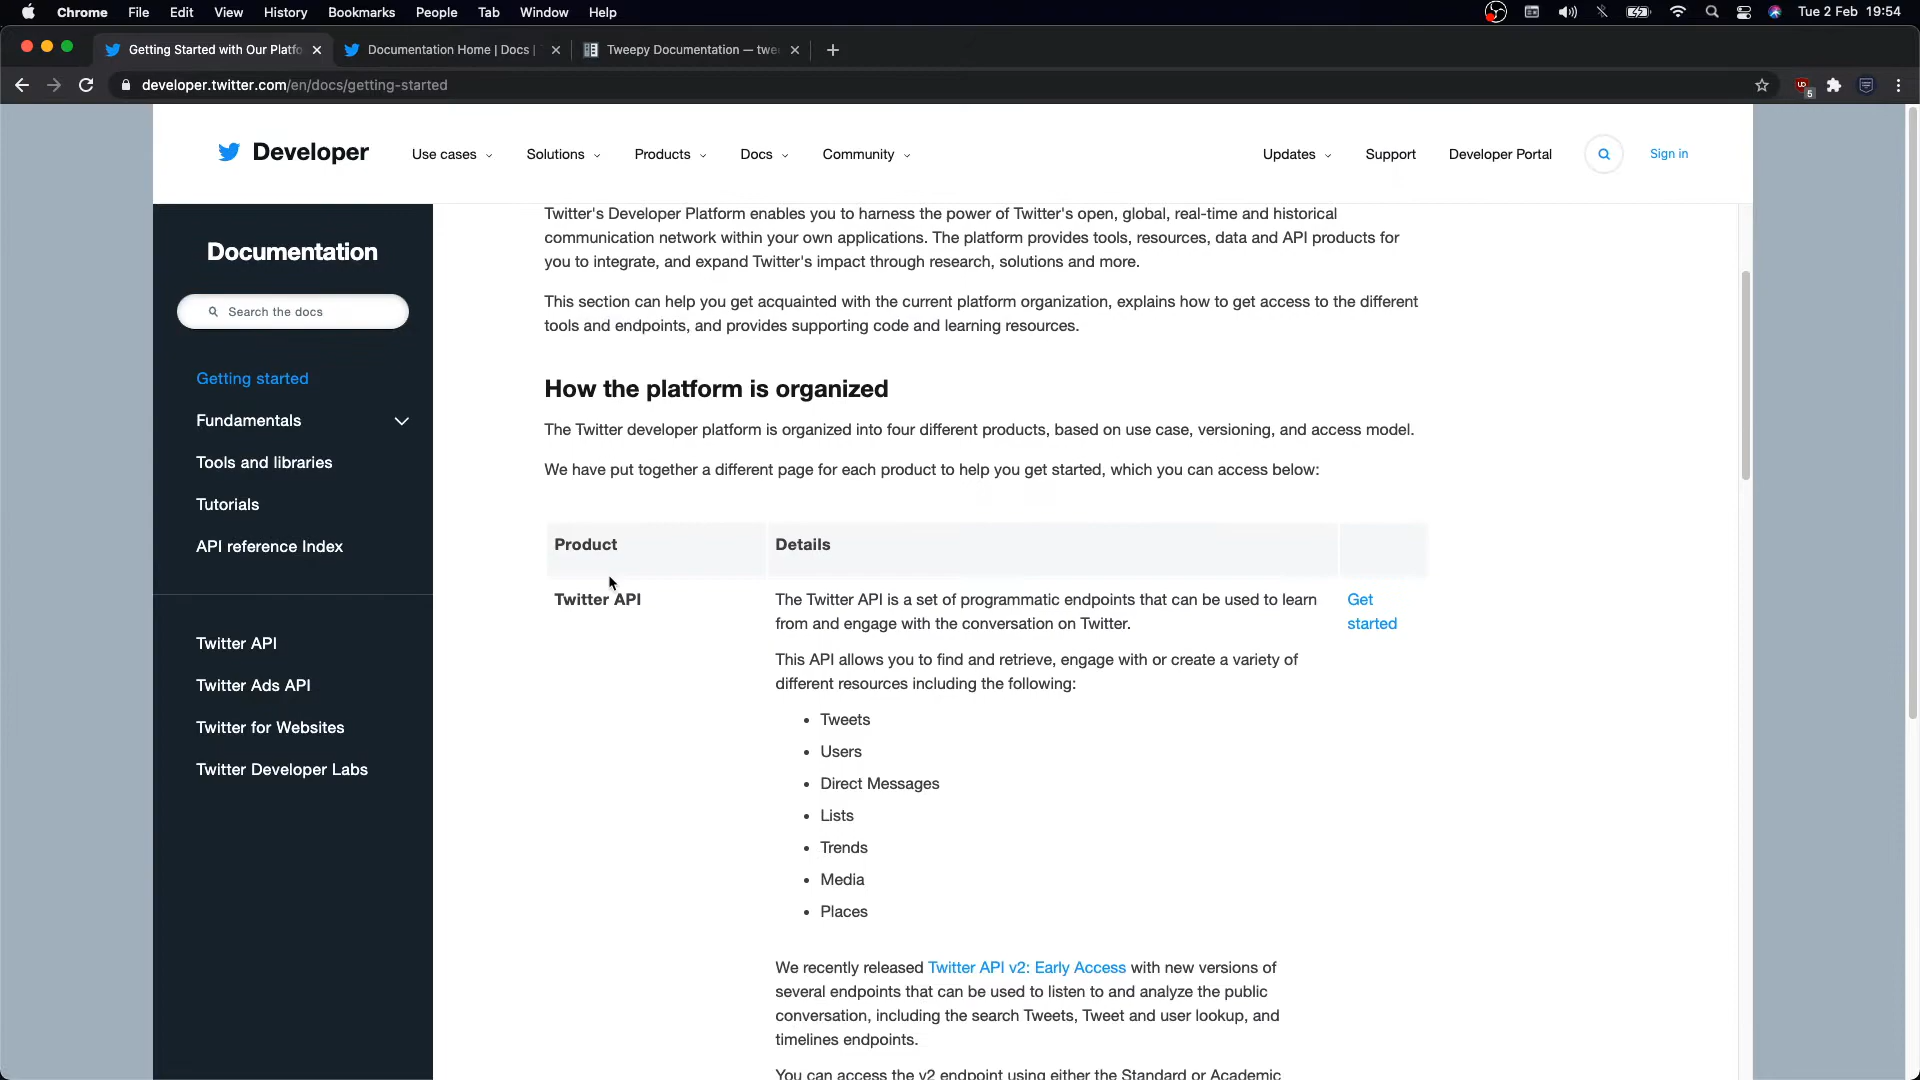 Chrome File Edit View History Bookmarks People Tab Window Help Tue 2 Feb 19:54
Getting Started with Our Platfo Documentation Home | Docs | Tweepy Documentation — twe
developer.twitter.com/en/docs/getting-started
5
Developer Use cases Solutions Products Docs Community Updates Support Developer Portal Sign in
Documentation
Search the docs
Getting started
Fundamentals
Tools and libraries
Tutorials
API reference Index
Twitter API
Twitter Ads API
Twitter for Websites
Twitter Developer Labs
Twitter's Developer Platform enables you to harness the power of Twitter's open, global, real-time and historical
communication network within your own applications. The platform provides tools, resources, data and API products for
you to integrate, and expand Twitter's impact through research, solutions and more.
This section can help you get acquainted with the current platform organization, explains how to get access to the different
tools and endpoints, and provides supporting code and learning resources.
How the platform is organized
The Twitter developer platform is organized into four different products, based on use case, versioning, and access model.
We have put together a different page for each product to help you get started, which you can access below:
Product Details
Twitter API
The Twitter API is a set of programmatic endpoints that can be used to learn
from and engage with the conversation on Twitter.
Get
started
This API allows you to find and retrieve, engage with or create a variety of
different resources including the following:
• Tweets
• Users
• Direct Messages
• Lists
• Trends
• Media
• Places
We recently released Twitter API v2: Early Access with new versions of
several endpoints that can be used to listen to and analyze the public
conversation, including the search Tweets, Tweet and user lookup, and
timelines endpoints.
You can access the v2 endpoint using either the Standard or Academic